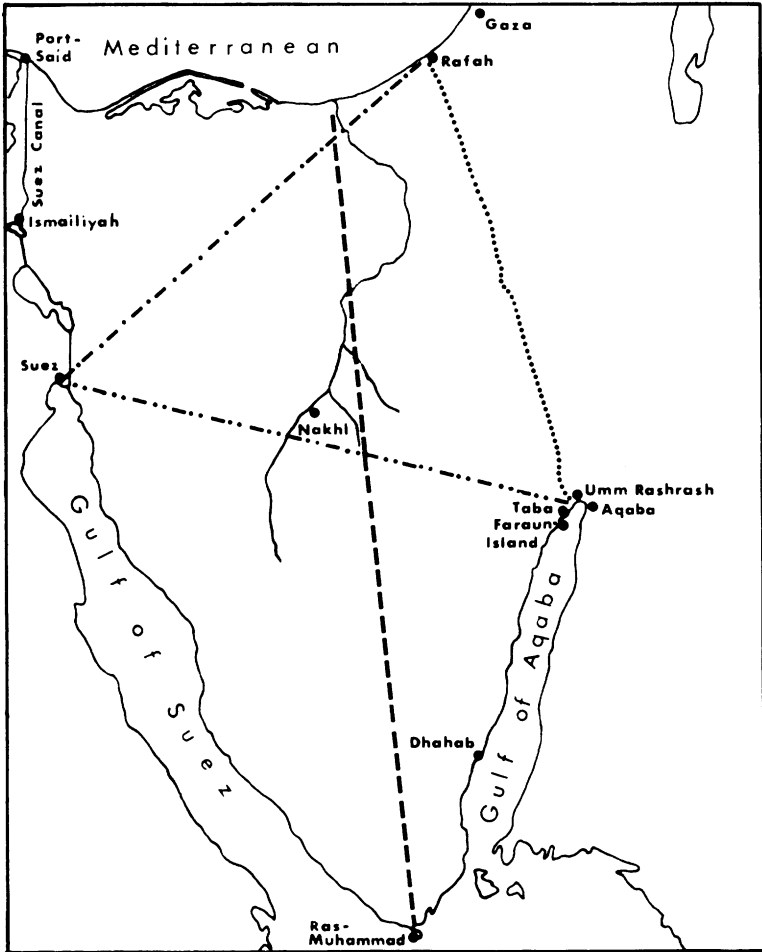 Gaza
Port-
Said
Mediterranean
Rafah
Suez Canal
Ismailiyah
Suez
Nakhl
Umm Rashrash
Taba
Aqaba
Faraun
Island
Gulf of Suez
Gulf of Aqaba
Dhahab
Ras-
Muhammad